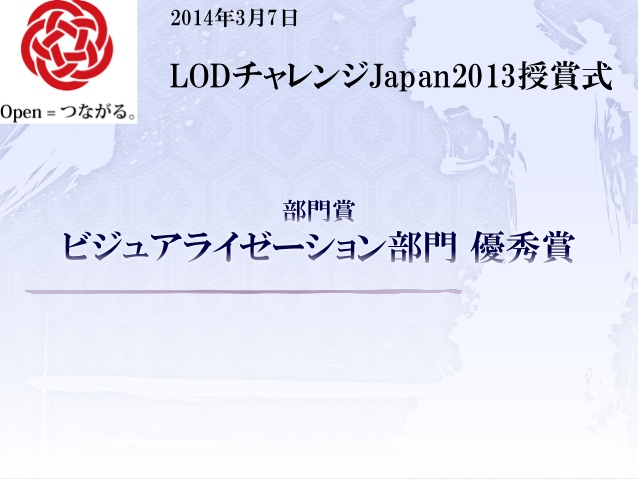 2014年3月7日
LODチャレンジJapan2013授賞式
Open = つながる。
部門賞
ビジュアライゼーション部門 優秀賞